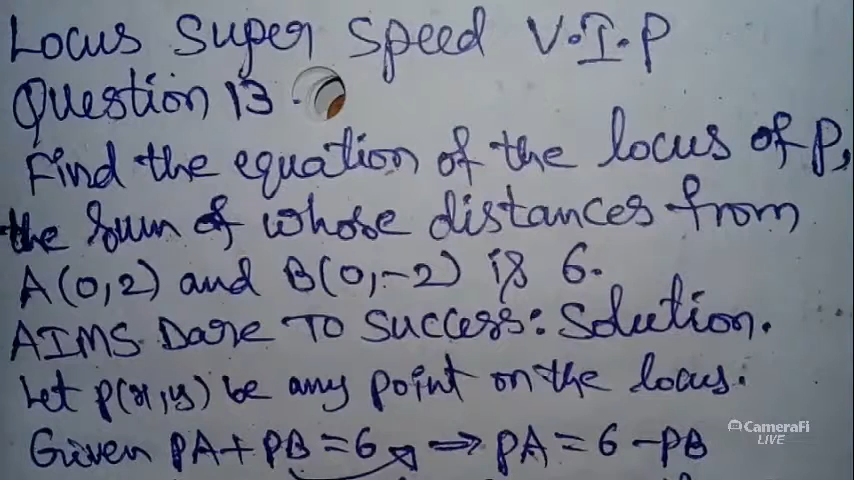 Locus Super Speed V.I.P
Question 13.
Find the equation of the locus of P,
the sum of whose distances from
A(0,2) and B(0,-2) is 6.
AIMS Dare To Success: Solution.
Let P(x,y) be any point on the locus.
Given PA+PB=6 ⇒ PA = 6 -PB
CameraFi
LIVE